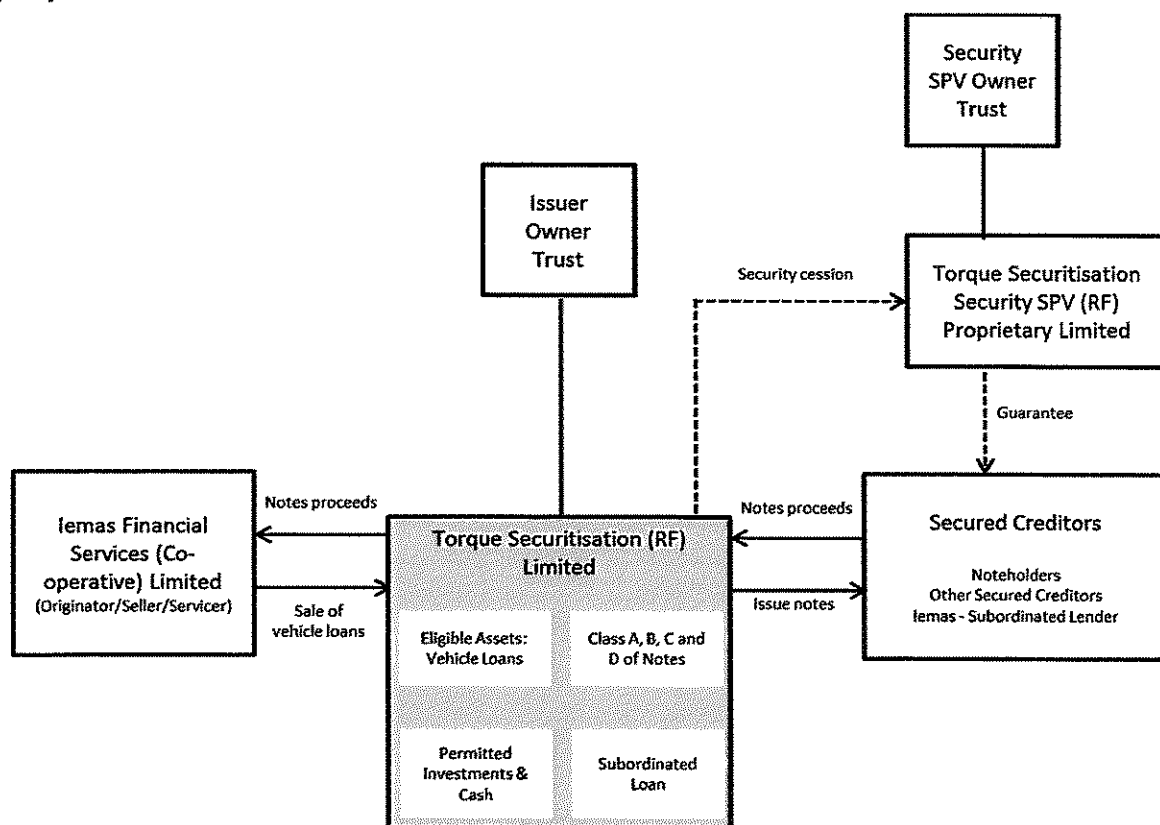 Security
SPV Owner
Trust
Issuer
Owner
Trust
Security cession
Torque Securitisation
Security SPV (RF)
Proprietary Limited
Guarantee
Iemas Financial
Services (Co-
operative) Limited
(Originator/Seller/Servicer)
Notes proceeds
Sale of
vehicle loans
Torque Securitisation (RF)
Limited
Eligible Assets:
Vehicle Loans
Class A, B, C and
D of Notes
Permitted
Investments &
Cash
Subordinated
Loan
Notes proceeds
Issue notes
Secured Creditors
Noteholders
Other Secured Creditors
Iemas - Subordinated Lender